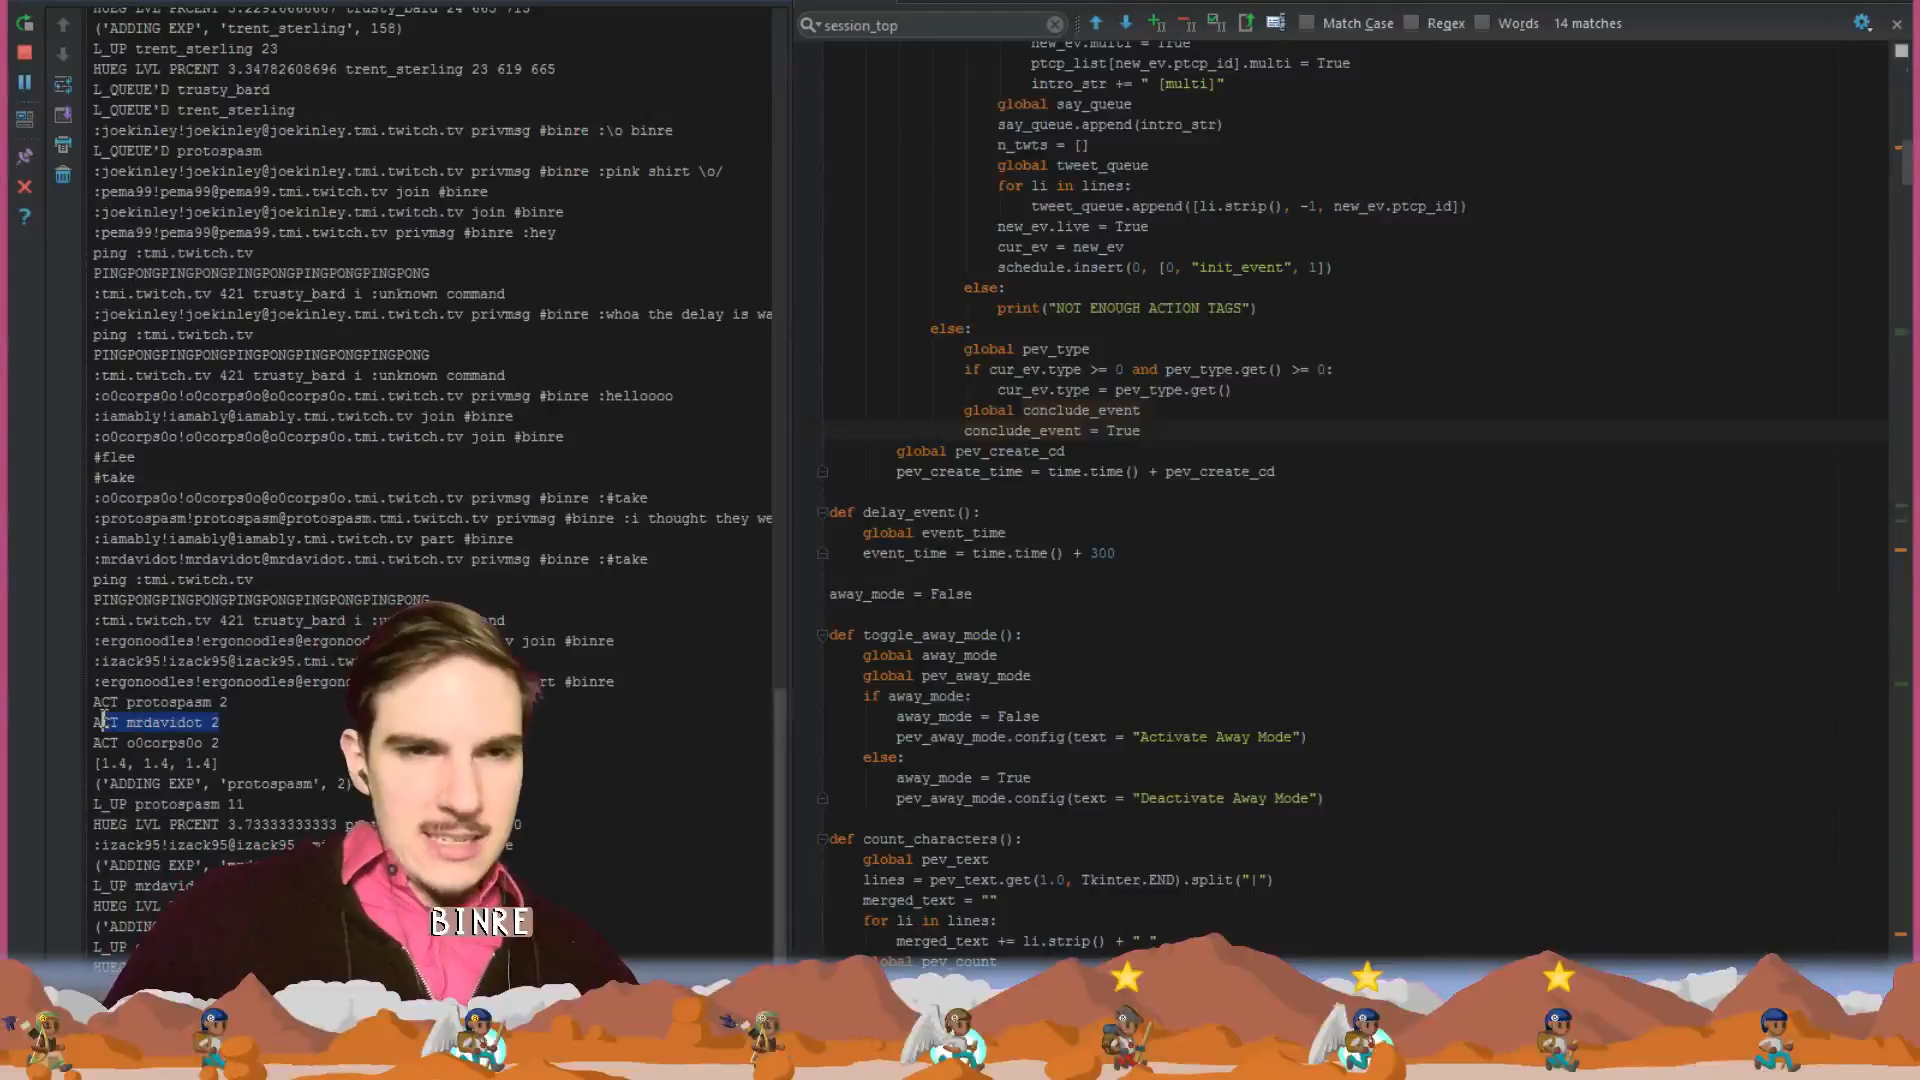 HUEG LVL PRCENT 3.22916666667 trusty_bard 24 665 713
('ADDING EXP', 'trent_sterling', 158)
L_UP trent_sterling 23
HUEG LVL PRCENT 3.34782608696 trent_sterling 23 619 665
L_QUEUE'D trusty_bard
L_QUEUE'D trent_sterling
:joekinley!joekinley@joekinley.tmi.twitch.tv privmsg #binre :\o binre
L_QUEUE'D protospasm
:joekinley!joekinley@joekinley.tmi.twitch.tv privmsg #binre :pink shirt \o/
:pema99!pema99@pema99.tmi.twitch.tv join #binre
:joekinley!joekinley@joekinley.tmi.twitch.tv join #binre
:pema99!pema99@pema99.tmi.twitch.tv privmsg #binre :hey
ping :tmi.twitch.tv
PINGPONGPINGPONGPINGPONGPINGPONGPINGPONG
:tmi.twitch.tv 421 trusty_bard i :unknown command
:joekinley!joekinley@joekinley.tmi.twitch.tv privmsg #binre :whoa the delay is wa
ping :tmi.twitch.tv
PINGPONGPINGPONGPINGPONGPINGPONGPINGPONG
:tmi.twitch.tv 421 trusty_bard i :unknown command
:o0corps0o!o0corps0o@o0corps0o.tmi.twitch.tv privmsg #binre :helloooo
:iamably!iamably@iamably.tmi.twitch.tv join #binre
:o0corps0o!o0corps0o@o0corps0o.tmi.twitch.tv join #binre
#flee
#take
:o0corps0o!o0corps0o@o0corps0o.tmi.twitch.tv privmsg #binre :#take
:protospasm!protospasm@protospasm.tmi.twitch.tv privmsg #binre :i thought they we
:iamably!iamably@iamably.tmi.twitch.tv part #binre
:mrdavidot!mrdavidot@mrdavidot.tmi.twitch.tv privmsg #binre :#take
ping :tmi.twitch.tv
PINGPONGPINGPONGPINGPONGPINGPONGPINGPONG
:tmi.twitch.tv 421 trusty_bard i :u nd
:ergonoodles!ergonoodles@ergonood v join #binre
:izack95!izack95@izack95.tmi.tw
:ergonoodles!ergonoodles@ergono rt #binre
ACT protospasm 2
ACT mrdavidot 2
ACT o0corps0o 2
[1.4, 1.4, 1.4]
('ADDING EXP', 'protospasm', 2)
L_UP protospasm 11
HUEG LVL PRCENT 3.73333333333 p 0
:izack95!izack95@izack95
('ADDING EXP',
L_UP mrdavid
HUEG LVL
('ADDIN
L_UP
HUEG
BINRE
session_top
Match Case
Regex
Words
14 matches
new_ev.multi = True
ptcp_list[new_ev.ptcp_id].multi = True
intro_str += " [multi]"
global say_queue
say_queue.append(intro_str)
n_twts = []
global tweet_queue
for li in lines:
tweet_queue.append([li.strip(), -1, new_ev.ptcp_id])
new_ev.live = True
cur_ev = new_ev
schedule.insert(0, [0, "init_event", 1])
else:
print("NOT ENOUGH ACTION TAGS")
else:
global pev_type
if cur_ev.type >= 0 and pev_type.get() >= 0:
cur_ev.type = pev_type.get()
global conclude_event
conclude_event = True
global pev_create_cd
pev_create_time = time.time() + pev_create_cd
def delay_event():
global event_time
event_time = time.time() + 300
away_mode = False
def toggle_away_mode():
global away_mode
global pev_away_mode
if away_mode:
away_mode = False
pev_away_mode.config(text = "Activate Away Mode")
else:
away_mode = True
pev_away_mode.config(text = "Deactivate Away Mode")
def count_characters():
global pev_text
lines = pev_text.get(1.0, Tkinter.END).split("|")
merged_text = ""
for li in lines:
merged_text += li.strip() + " "
global pev_count